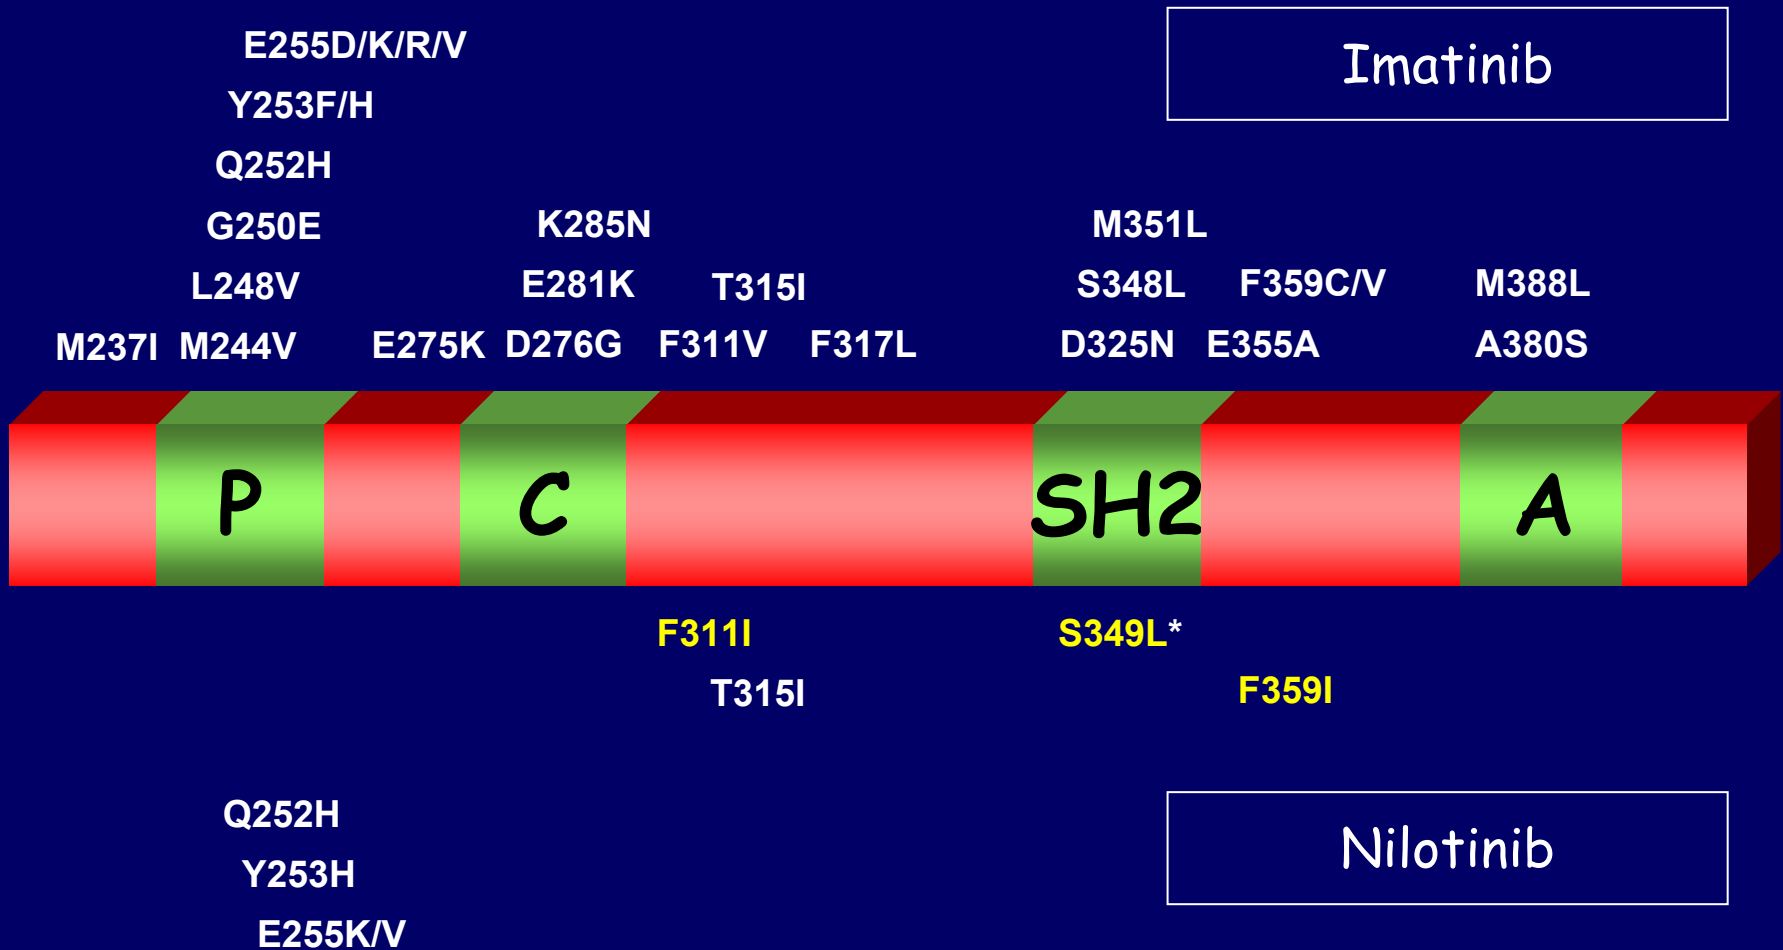 E255D/K/R/V
Imatinib
Y253F/H
Q252H
G250E K285N M351L
L248V E281K T315I S348L F359C/V M388L
M237I M244V E275K D276G F311V F317L D325N E355A A380S
P C SH2 A
F311I S349L*
T315I F359I
Q252H
Nilotinib
Y253H
E255K/V